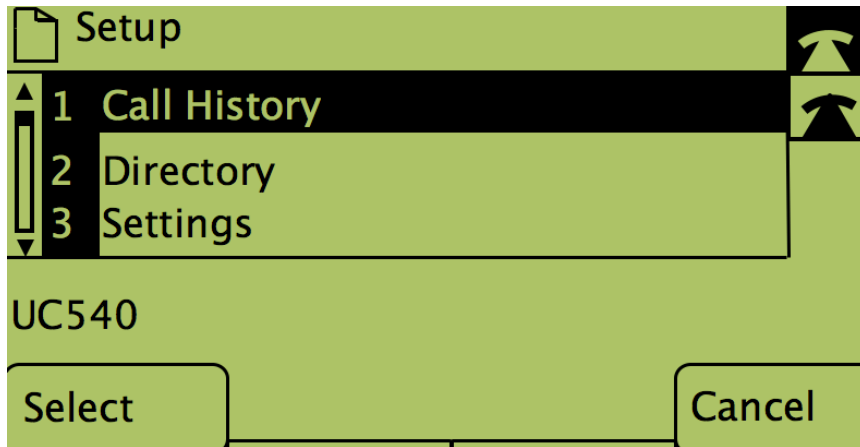 Setup
1 Call History
2 Directory
3 Settings
UC540
Select Cancel